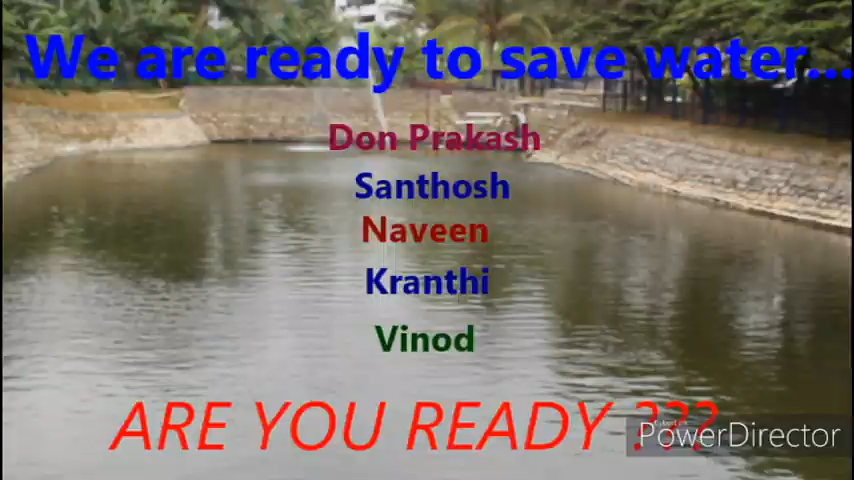 We are ready to save water...
Don Prakash
Santhosh
Naveen
Kranthi
Vinod
ARE YOU READY ???
PowerDirector